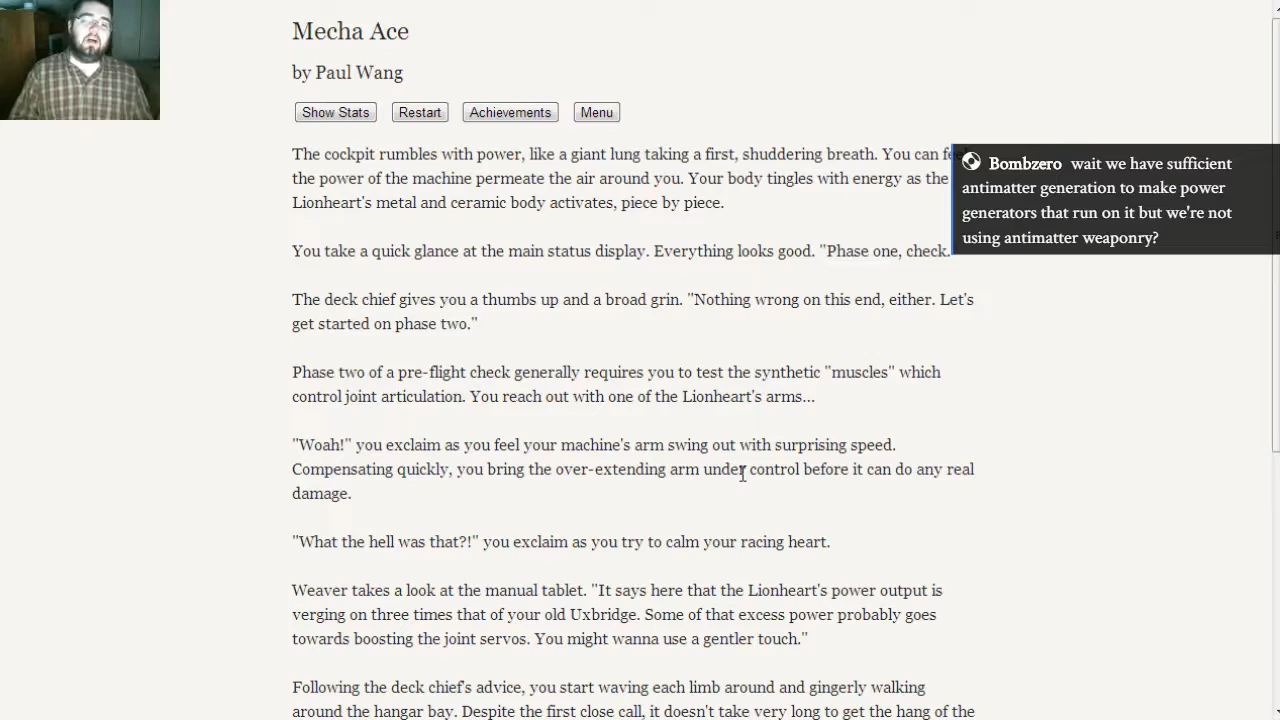 Mecha Ace
by Paul Wang
Show Stats Restart Achievements Menu
The cockpit rumbles with power, like a giant lung taking a first, shuddering breath. You can
the power of the machine permeate the air around you. Your body tingles with energy as the
Lionheart's metal and ceramic body activates, piece by piece.
You take a quick glance at the main status display. Everything looks good. "Phase one, check.
The deck chief gives you a thumbs up and a broad grin. "Nothing wrong on this end, either. Let's
get started on phase two."
Phase two of a pre-flight check generally requires you to test the synthetic "muscles" which
control joint articulation. You reach out with one of the Lionheart's arms...
"Woah!" you exclaim as you feel your machine's arm swing out with surprising speed.
Compensating quickly, you bring the over-extending arm under control before it can do any real
damage.
"What the hell was that?!" you exclaim as you try to calm your racing heart.
Weaver takes a look at the manual tablet. "It says here that the Lionheart's power output is
verging on three times that of your old Uxbridge. Some of that excess power probably goes
towards boosting the joint servos. You might wanna use a gentler touch."
Following the deck chief's advice, you start waving each limb around and gingerly walking
around the hangar bay. Despite the first close call, it doesn't take very long to get the hang of the
Bombzero wait we have sufficient
antimatter generation to make power
generators that run on it but we're not
using antimatter weaponry?